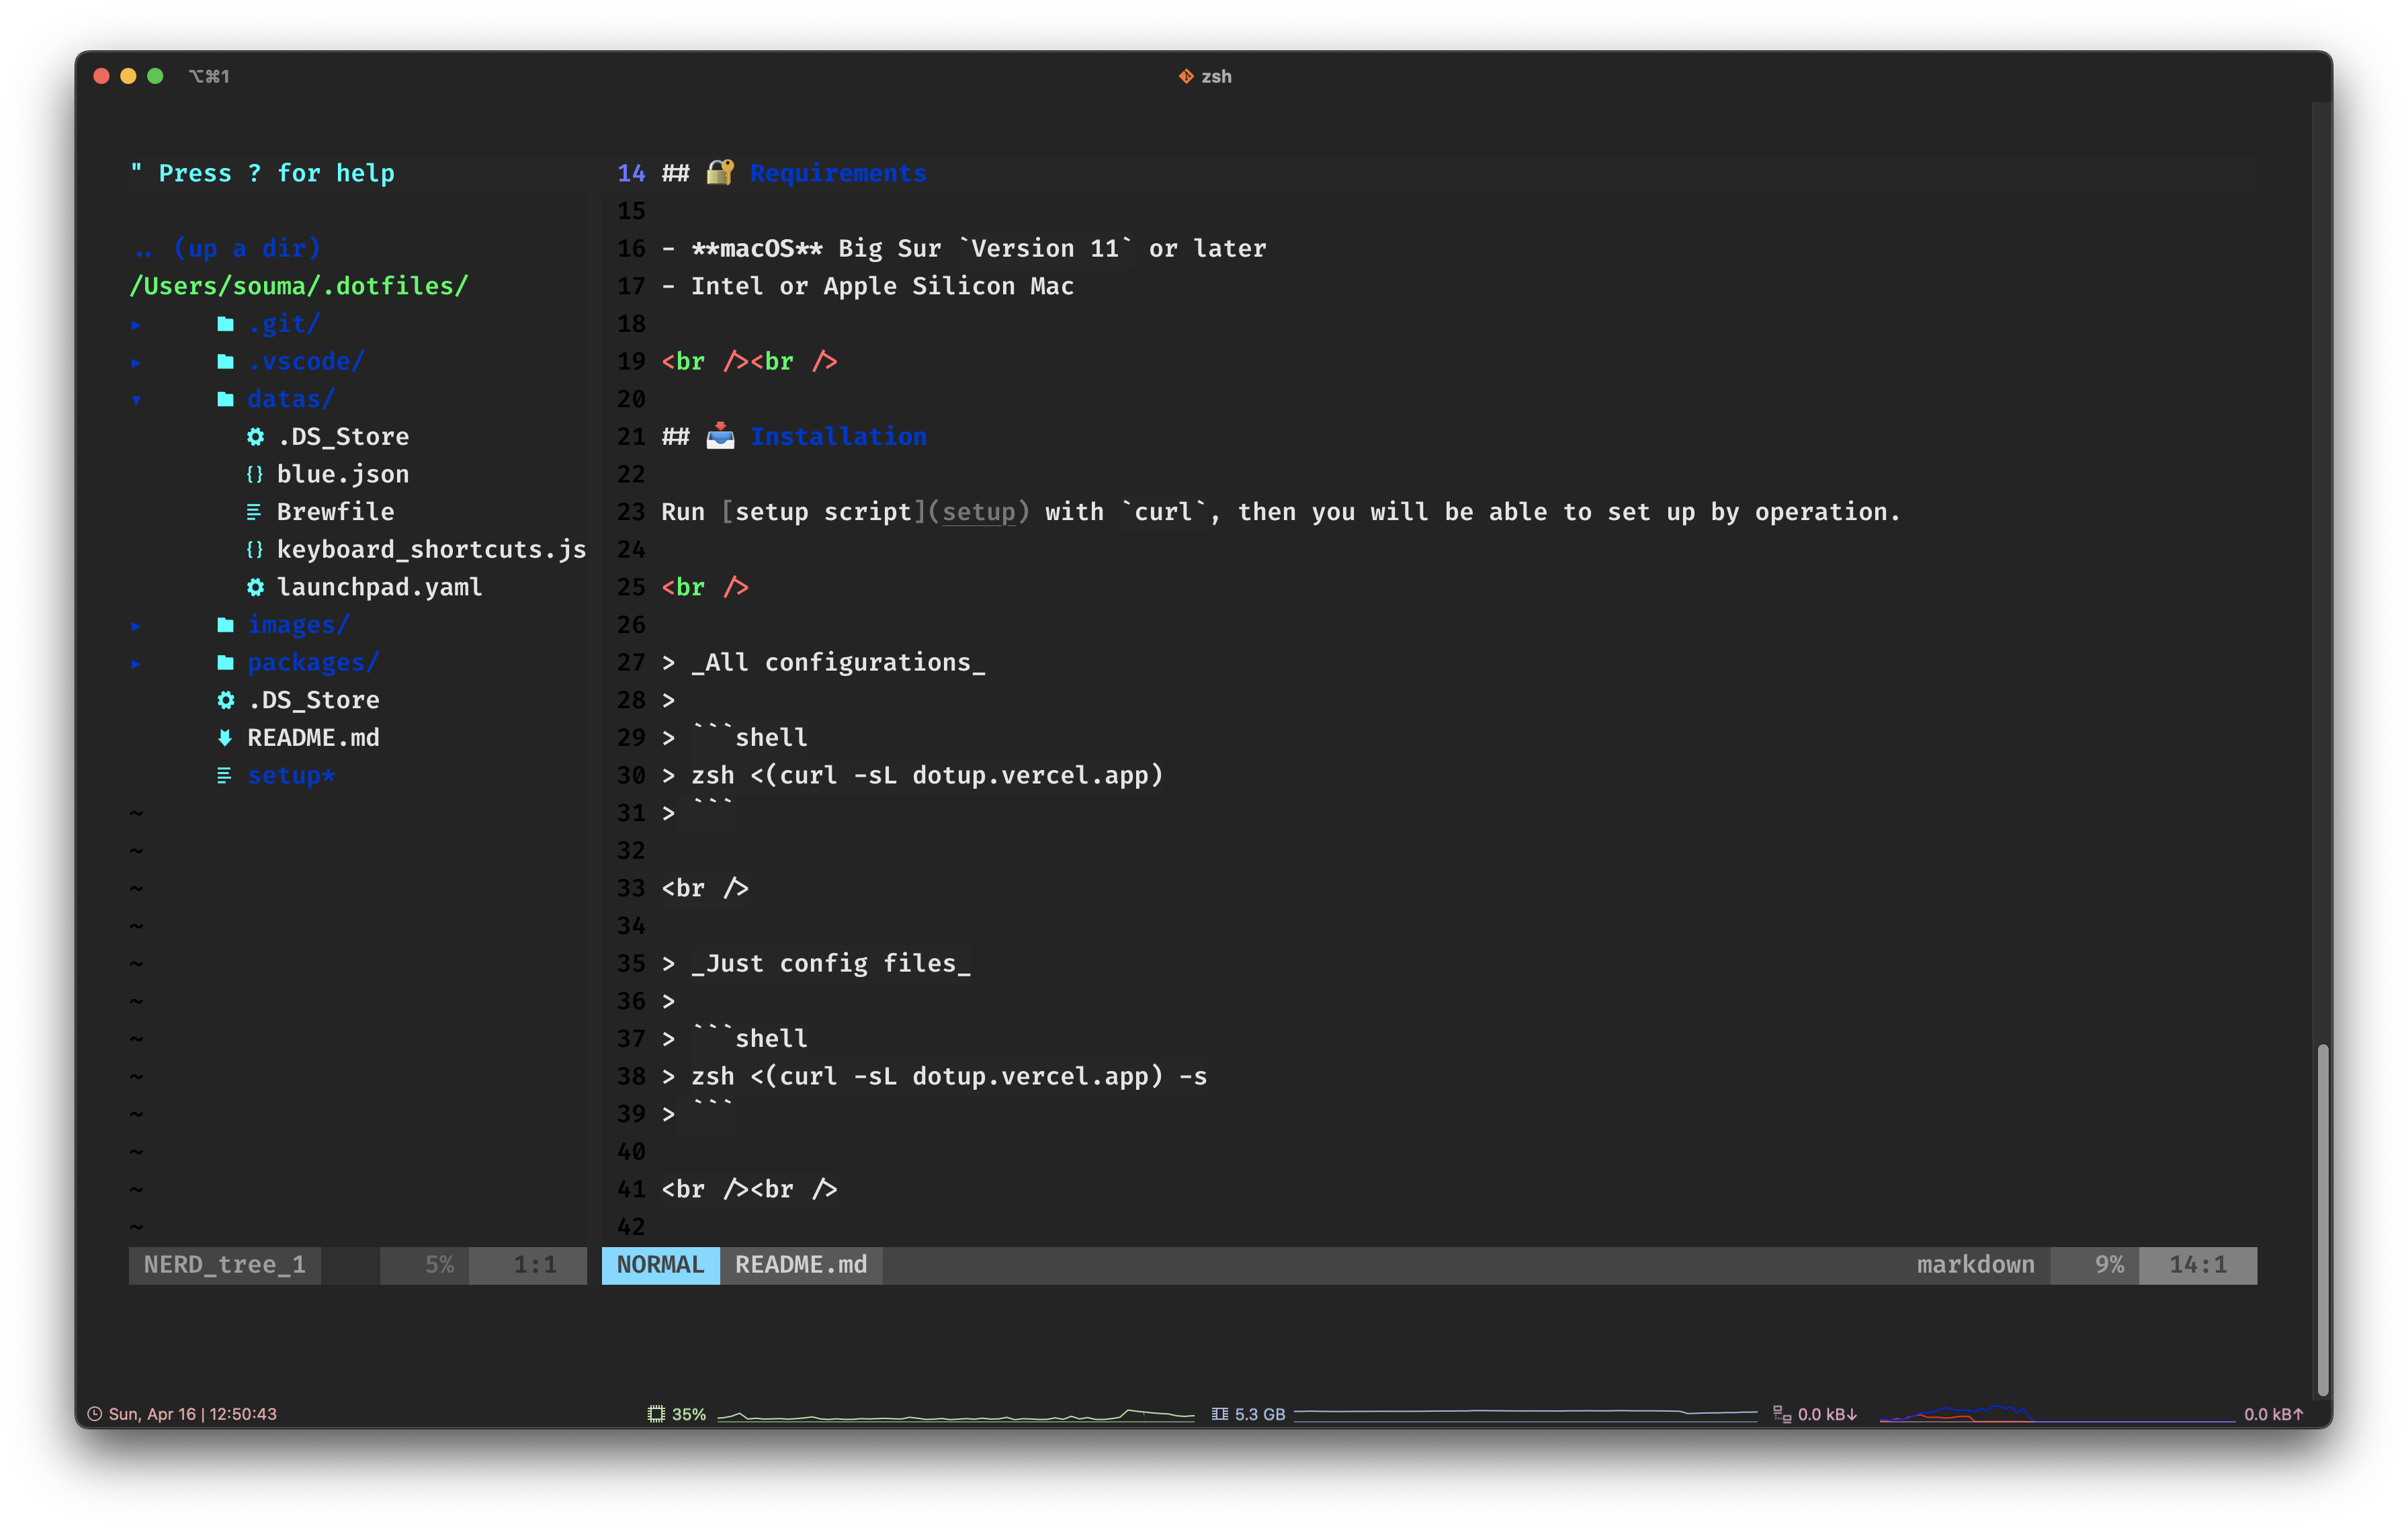 ⌥⌘1
zsh
" Press ? for help
.. (up a dir)
/Users/souma/.dotfiles/
▸ .git/
▸ .vscode/
▾ datas/
.DS_Store
{} blue.json
Brewfile
{} keyboard_shortcuts.js
launchpad.yaml
▸ images/
▸ packages/
.DS_Store
README.md
setup*
~
~
~
~
~
~
~
~
~
~
~
~
NERD_tree_1 5% 1:1
14 ## 🔐 Requirements
15
16 - **macOS** Big Sur `Version 11` or later
17 - Intel or Apple Silicon Mac
18
19 <br /><br />
20
21 ## 📥 Installation
22
23 Run [setup script](setup) with `curl`, then you will be able to set up by operation.
24
25 <br />
26
27 > _All configurations_
28 >
29 > ```shell
30 > zsh <(curl -sL dotup.vercel.app)
31 > ```
32
33 <br />
34
35 > _Just config files_
36 >
37 > ```shell
38 > zsh <(curl -sL dotup.vercel.app) -s
39 > ```
40
41 <br /><br />
42
NORMAL README.md markdown 9% 14:1
Sun, Apr 16 | 12:50:43 35% 5.3 GB 0.0 kB↓ 0.0 kB↑